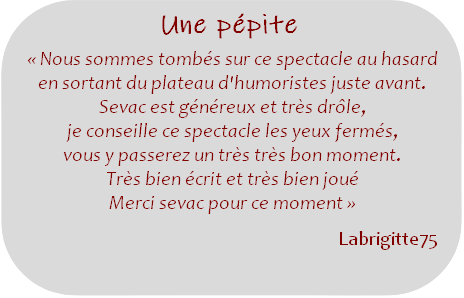 Une pépite
« Nous sommes tombés sur ce spectacle au hasard
en sortant du plateau d'humoristes juste avant.
Sevac est généreux et très drôle,
je conseille ce spectacle les yeux fermés,
vous y passerez un très très bon moment.
Très bien écrit et très bien joué
Merci sevac pour ce moment »
Labrigitte75